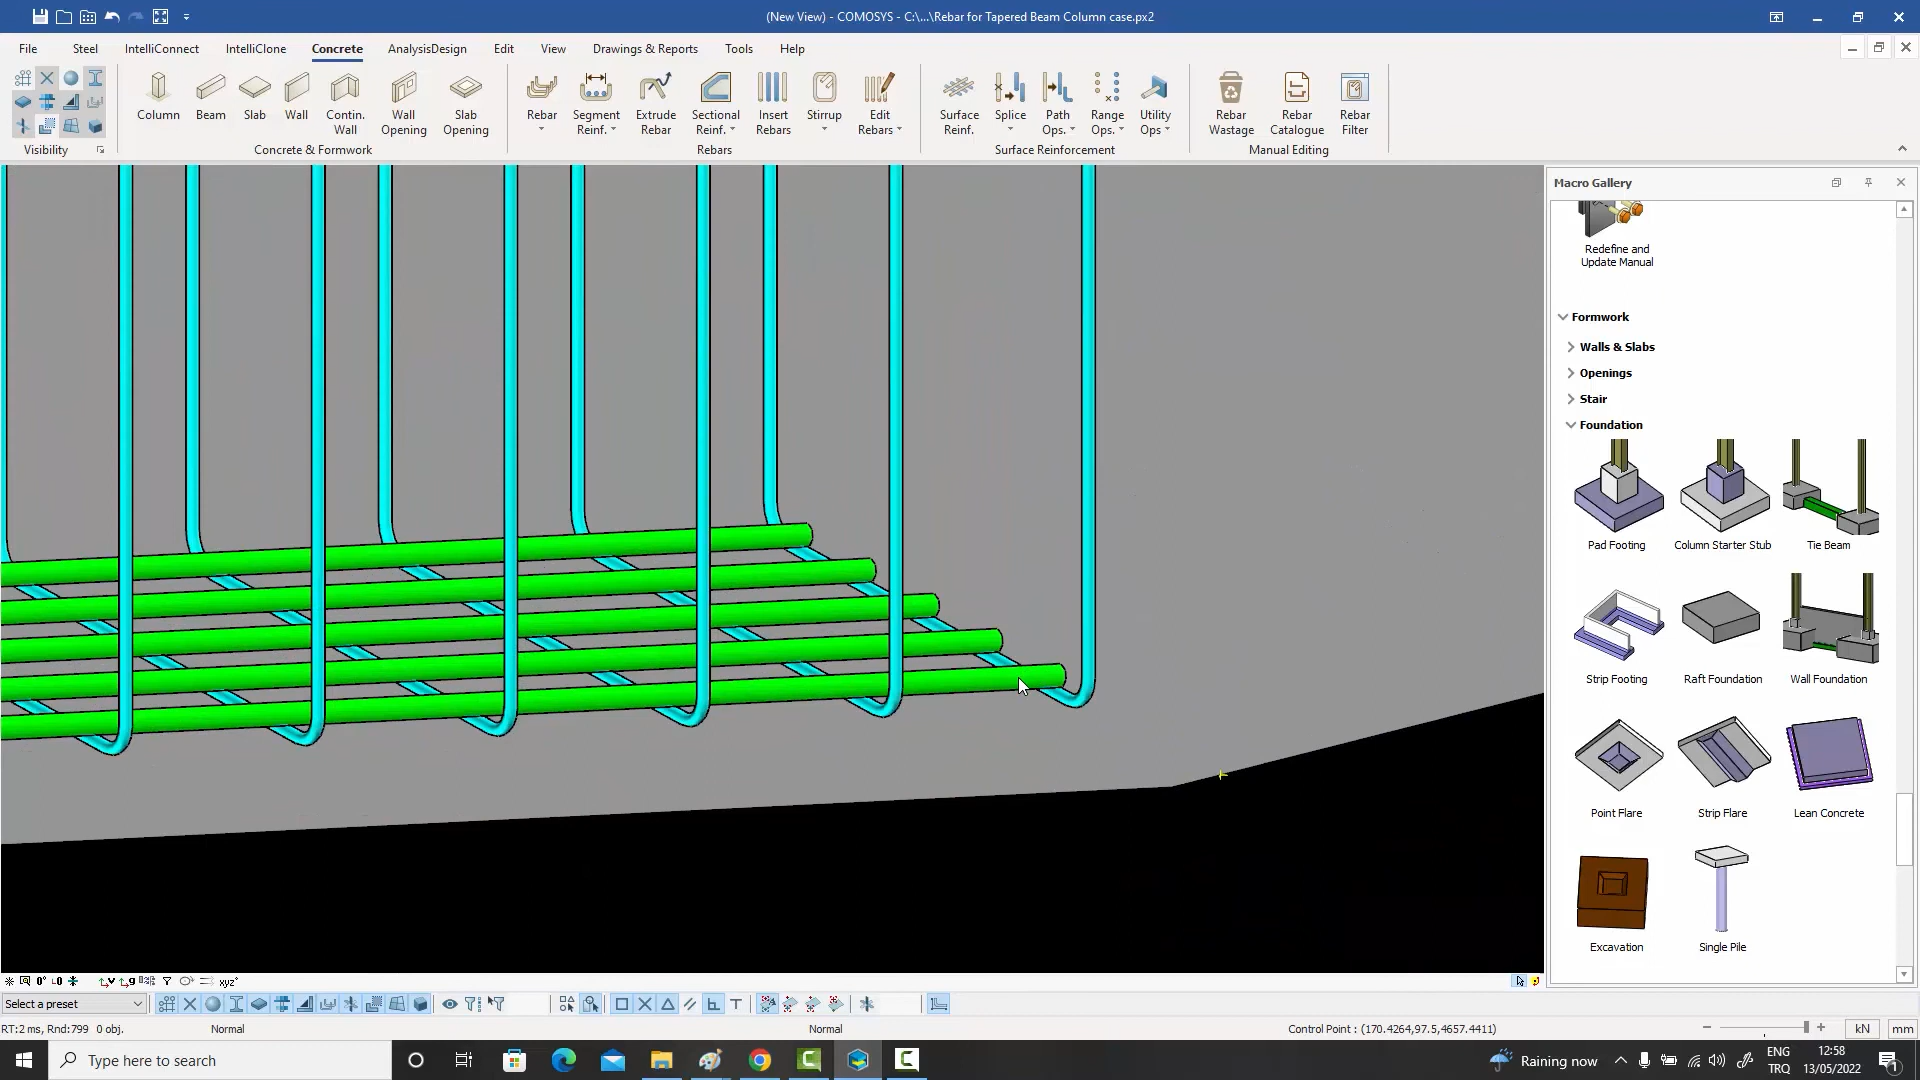 (New View) - COMOSYS - C:\...\Rebar for Tapered Beam Column case.px2
File Steel IntelliConnect IntelliClone Concrete AnalysisDesign Edit View Drawings & Reports Tools Help
Column Beam Slab Wall Contin. Wall Wall Opening Slab Opening
Rebar Segment Reinf. Extrude Rebar Sectional Reinf. Insert Rebars Stirrup Edit Rebars
Surface Reinf. Splice Path Ops. Range Ops. Utility Ops
Rebar Wastage Rebar Catalogue Rebar Filter
Visibility Concrete & Formwork Rebars Surface Reinforcement Manual Editing
Macro Gallery
Redefine and
Update Manual
Formwork
Walls & Slabs
Openings
Stair
Foundation
Pad Footing Column Starter Stub Tie Beam
Strip Footing Raft Foundation Wall Foundation
Point Flare Strip Flare Lean Concrete
Excavation Single Pile
xyz
Select a preset
RT:2 ms, Rnd:799 0 obj. Normal Normal Control Point : (170.4264,97.5,4657.4411) kN mm
Type here to search
Raining now
ENG
TRQ
12:58
13/05/2022